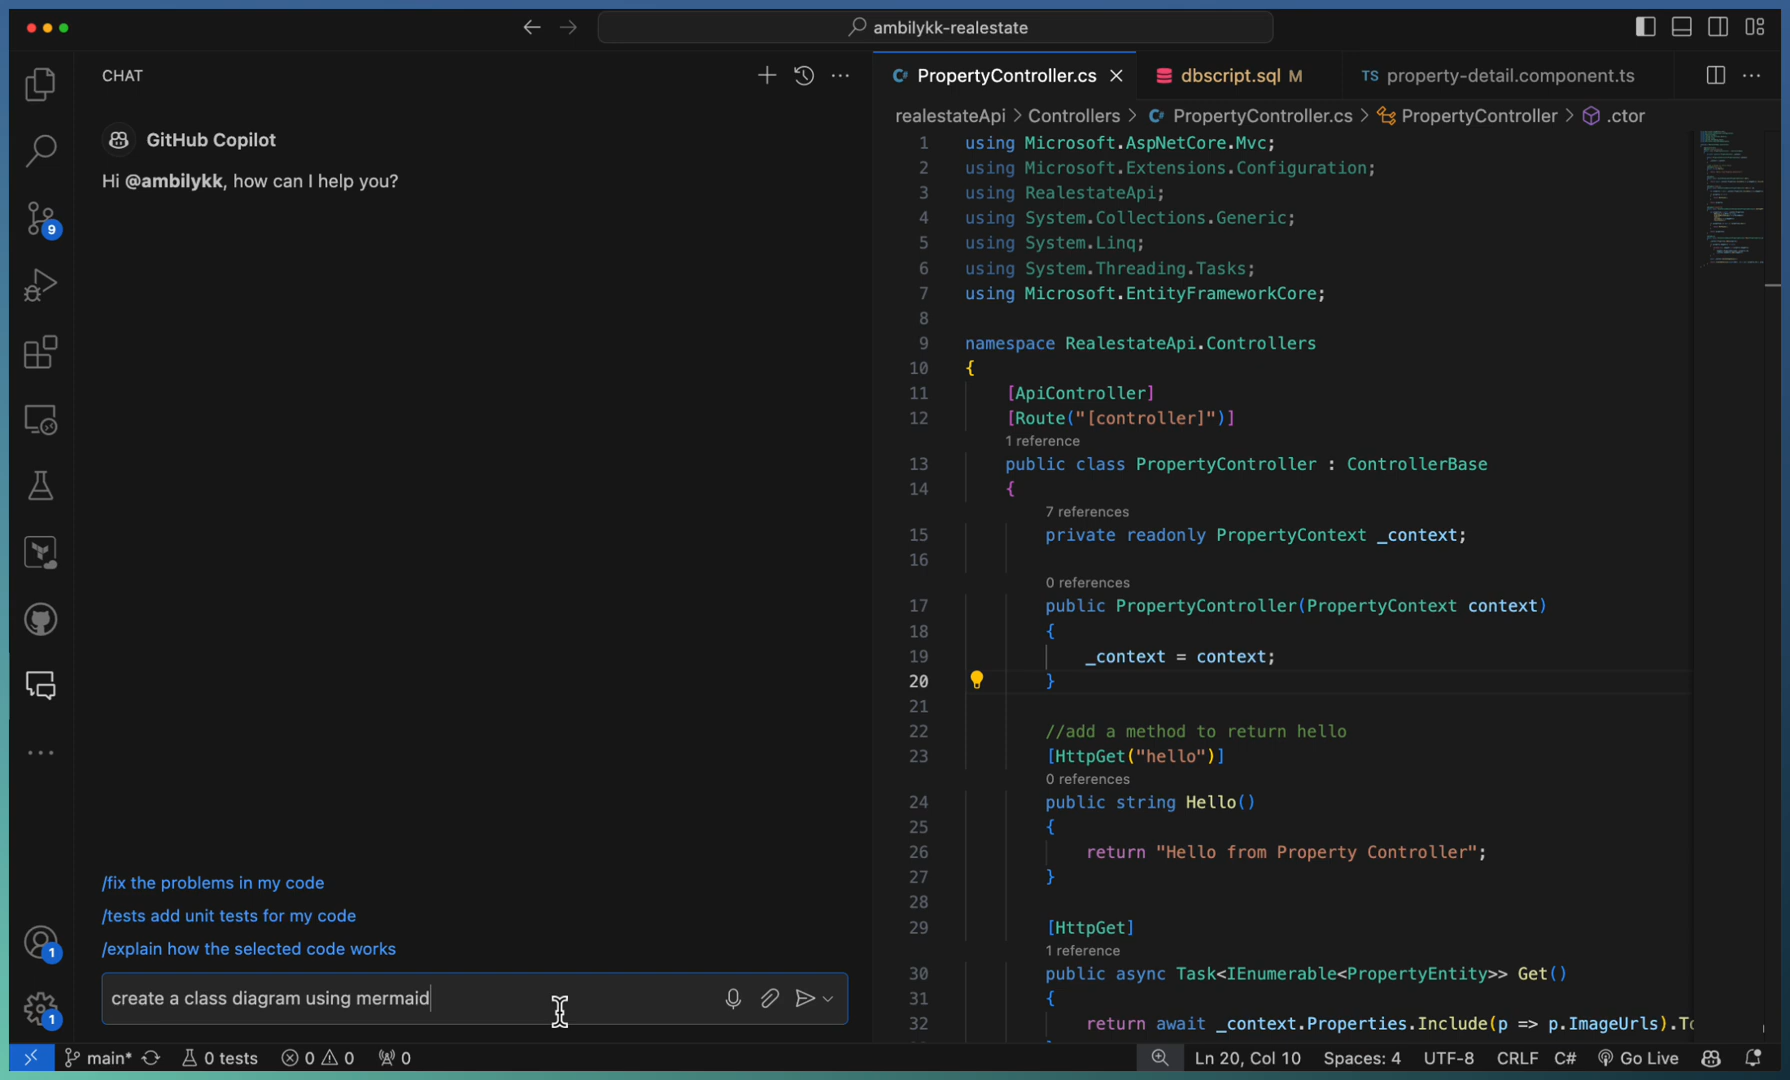 ambilykk-realestate
CHAT
GitHub Copilot
Hi @ambilykk, how can I help you?
/fix the problems in my code
/tests add unit tests for my code
/explain how the selected code works
create a class diagram using mermaid
9
1
1
PropertyController.cs
dbscript.sql M
TS property-detail.component.ts
realestateApi > Controllers > PropertyController.cs > PropertyController > .ctor
1 using Microsoft.AspNetCore.Mvc;
2 using Microsoft.Extensions.Configuration;
3 using RealestateApi;
4 using System.Collections.Generic;
5 using System.Linq;
6 using System.Threading.Tasks;
7 using Microsoft.EntityFrameworkCore;
8
9 namespace RealestateApi.Controllers
10 {
11 [ApiController]
12 [Route("[controller]")]
1 reference
13 public class PropertyController : ControllerBase
14 {
7 references
15 private readonly PropertyContext _context;
16
0 references
17 public PropertyController(PropertyContext context)
18 {
19 _context = context;
20 }
21
22 //add a method to return hello
23 [HttpGet("hello")]
0 references
24 public string Hello()
25 {
26 return "Hello from Property Controller";
27 }
28
29 [HttpGet]
1 reference
30 public async Task<IEnumerable<PropertyEntity>> Get()
31 {
32 return await _context.Properties.Include(p => p.ImageUrls).To
main* 0 tests 0 0 0 Ln 20, Col 10 Spaces: 4 UTF-8 CRLF C# Go Live